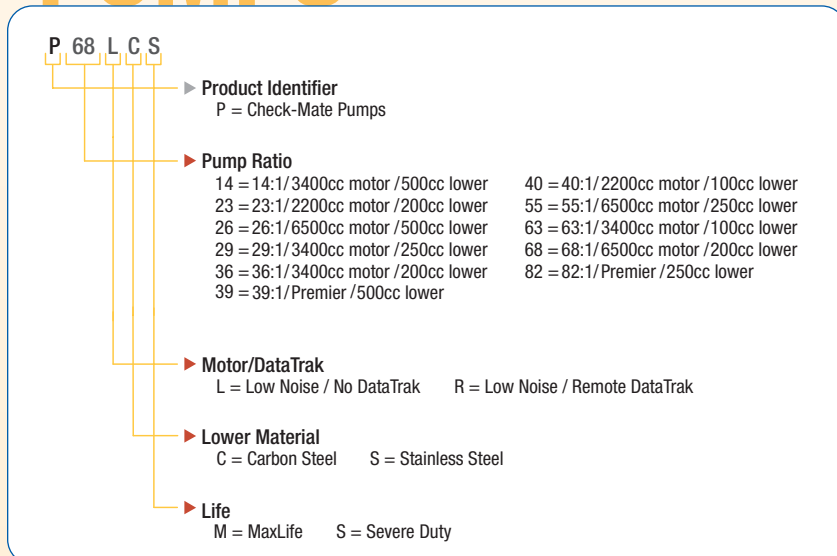 P 68 L C S
Product Identifier
P = Check-Mate Pumps
Pump Ratio
14 = 14:1/3400cc motor/500cc lower
23 = 23:1/2200cc motor/200cc lower
26 = 26:1/6500cc motor/500cc lower
29 = 29:1/3400cc motor/250cc lower
36 = 36:1/3400cc motor/200cc lower
39 = 39:1/Premier/500cc lower
40 = 40:1/2200cc motor/100cc lower
55 = 55:1/6500cc motor/250cc lower
63 = 63:1/3400cc motor/100cc lower
68 = 68:1/6500cc motor/200cc lower
82 = 82:1/Premier/250cc lower
Motor/DataTrak
L = Low Noise / No DataTrak R = Low Noise / Remote DataTrak
Lower Material
C = Carbon Steel S = Stainless Steel
Life
M = MaxLife S = Severe Duty